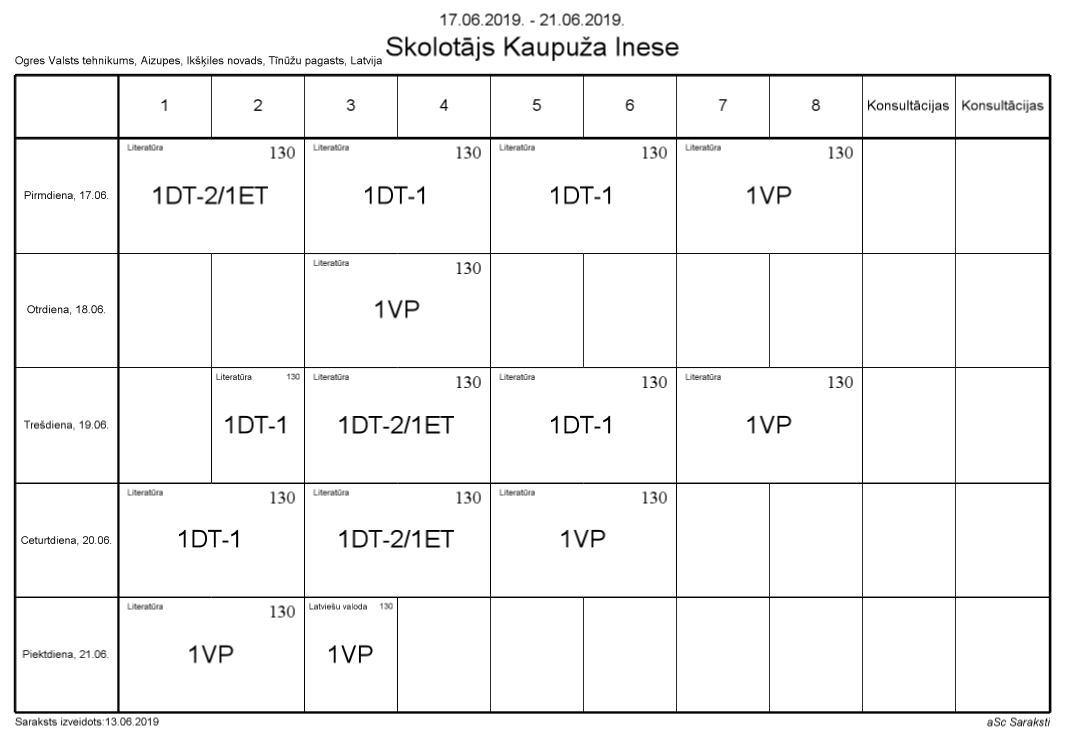 17.06.2019. - 21.06.2019.
Skolotājs Kaupuža Inese
Ogres Valsts tehnikums, Aizupes, Ikšķiles novads, Tīnūžu pagasts, Latvija
1 2 3 4 5 6 7 8 Konsultācijas Konsultācijas
Literatūra 130 Literatūra 130 Literatūra 130 Literatūra 130
Pirmdiena, 17.06. 1DT-2/1ET 1DT-1 1DT-1 1VP
Literatūra 130
Otrdiena, 18.06. 1VP
Literatūra 130 Literatūra 130 Literatūra 130 Literatūra 130
Trešdiena, 19.06. 1DT-1 1DT-2/1ET 1DT-1 1VP
Literatūra 130 Literatūra 130 Literatūra 130
Ceturtdiena, 20.06. 1DT-1 1DT-2/1ET 1VP
Literatūra 130 Latviešu valoda 130
Piektdiena, 21.06. 1VP 1VP
Saraksts izveidots:13.06.2019 aSc Saraksti